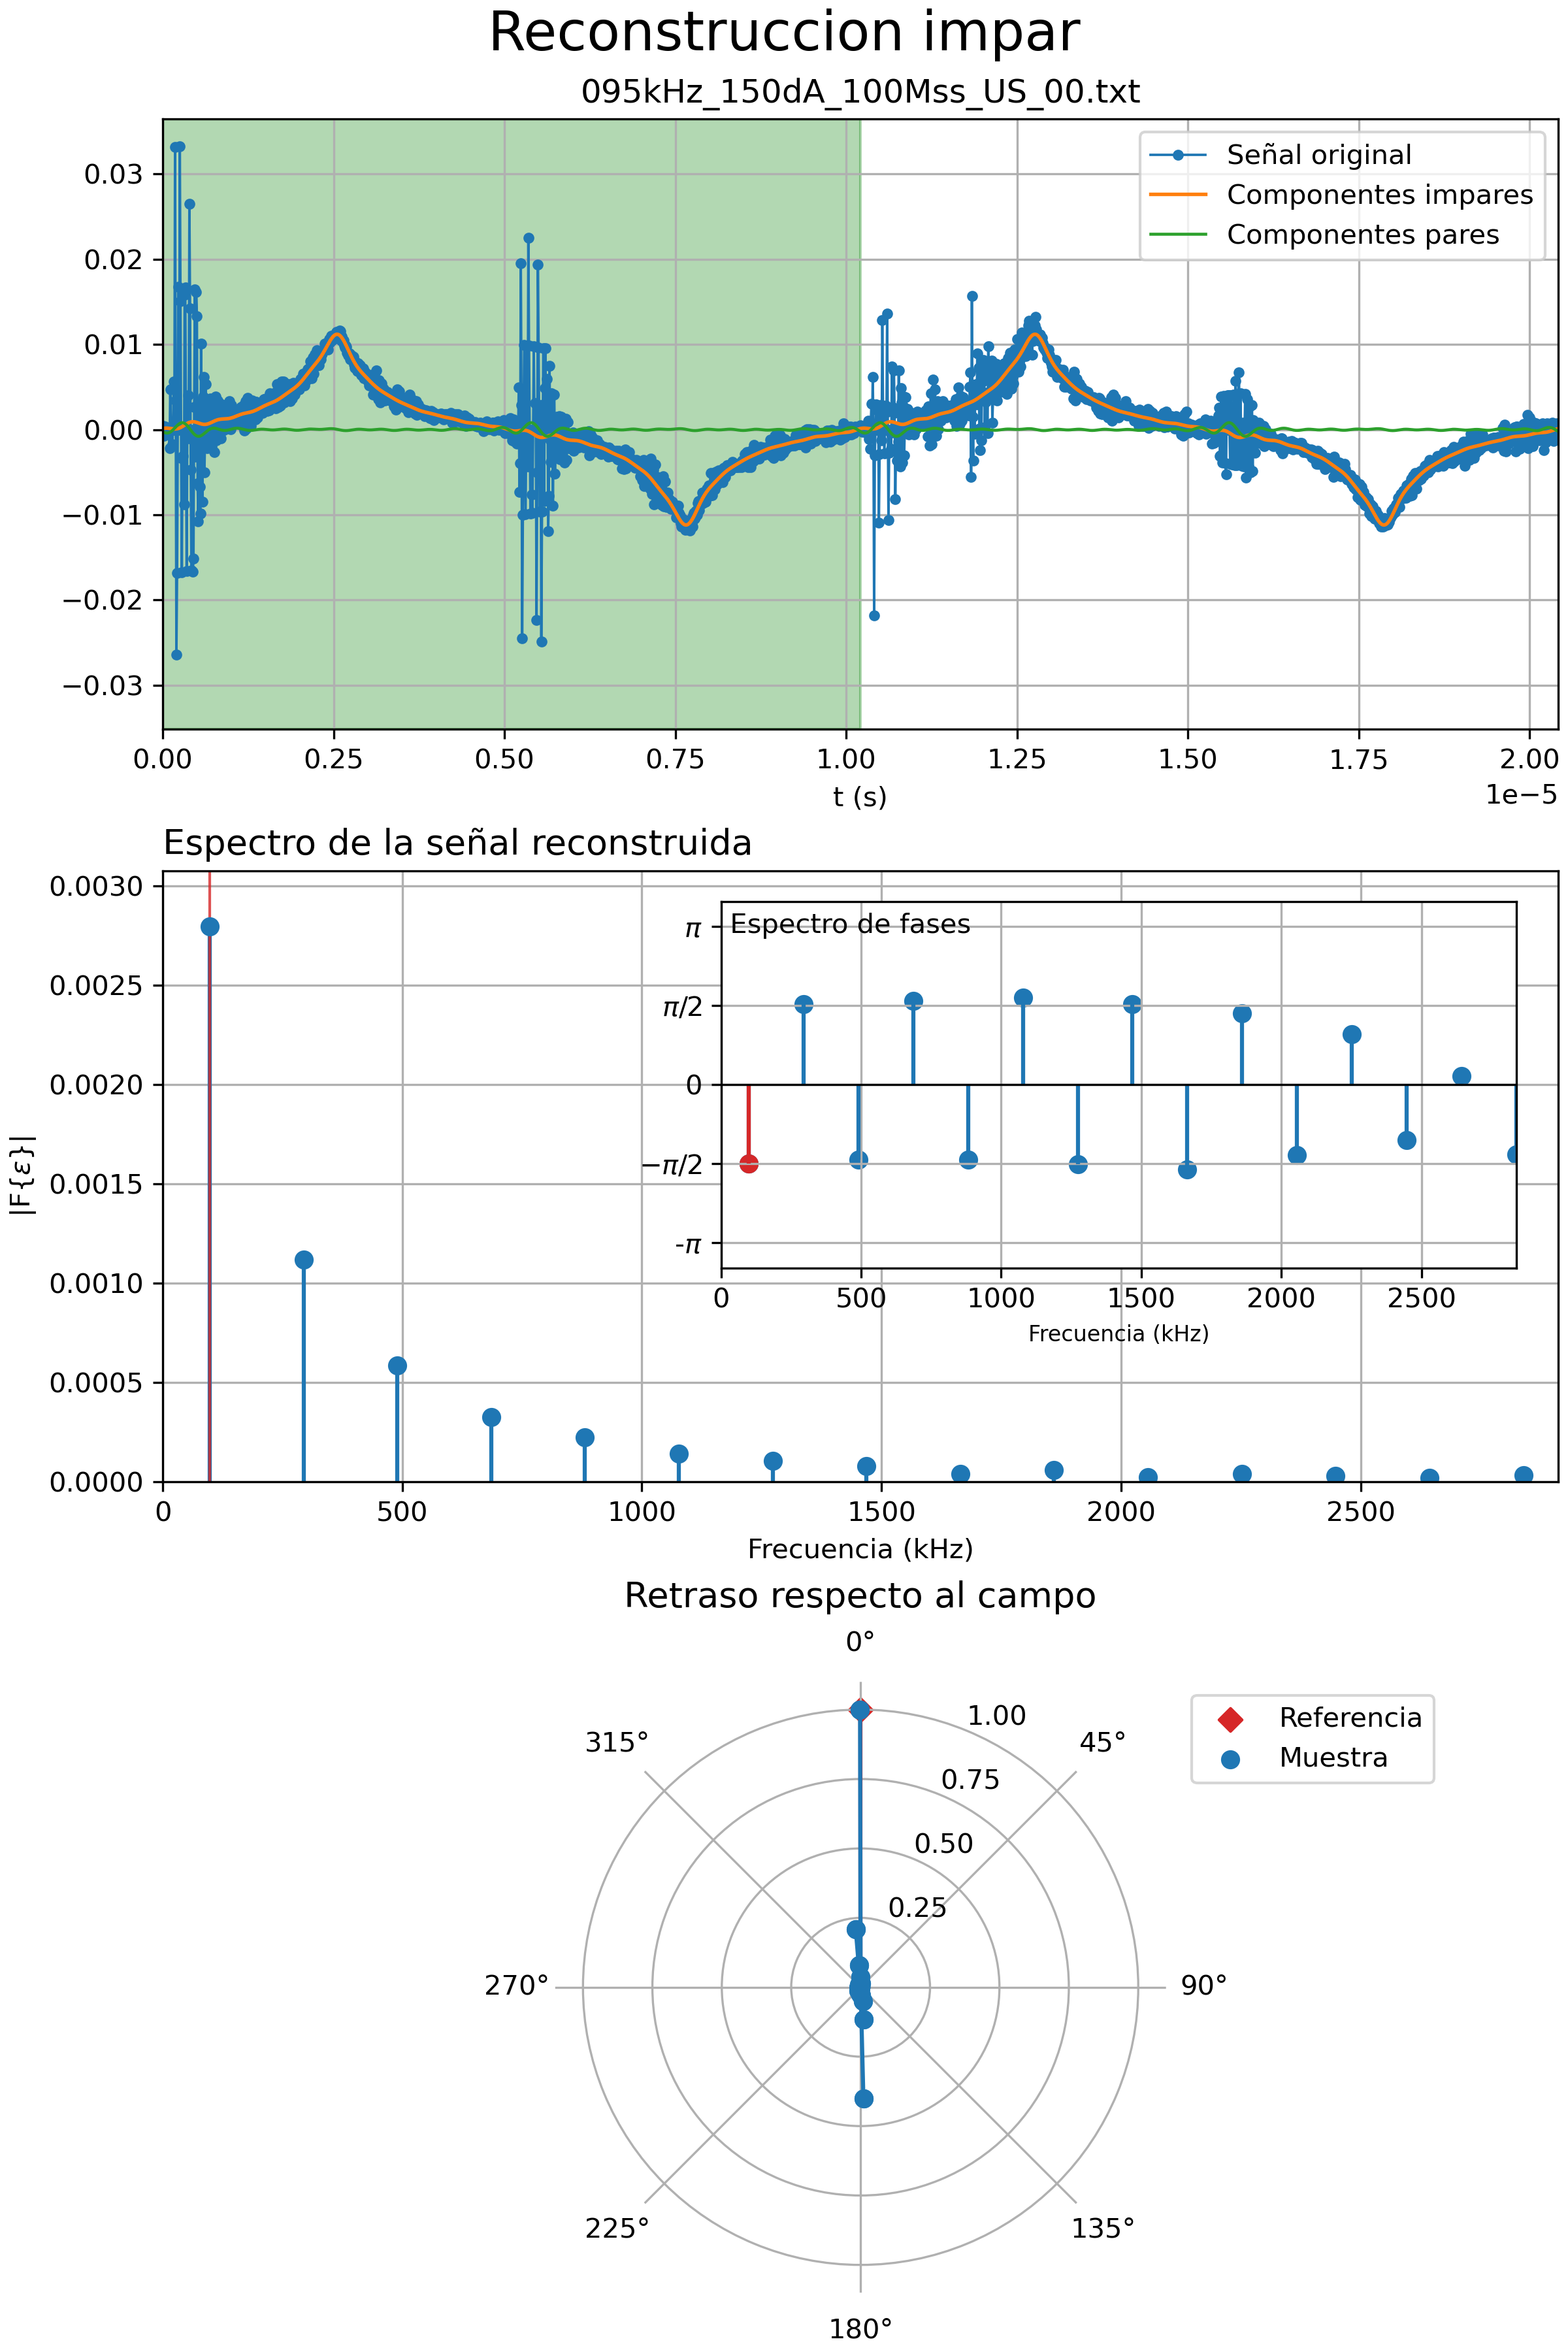 Reconstruccion impar
095kHz_150dA_100Mss_US_00.txt
Señal original
Componentes impares
Componentes pares
0.03
0.02
0.01
0.00
−0.01
−0.02
−0.03
0.00 0.25 0.50 0.75 1.00 1.25 1.50 1.75 2.00
t (s)
1e−5
Espectro de la señal reconstruida
0.0030
0.0025
0.0020
0.0015
0.0010
0.0005
0.0000
|F{ε}|
Espectro de fases
π
π/2
0
−π/2
-π
0 500 1000 1500 2000 2500
Frecuencia (kHz)
0 500 1000 1500 2000 2500
Frecuencia (kHz)
Retraso respecto al campo
0°
Referencia
Muestra
315°
45°
1.00
0.75
0.50
0.25
270°
90°
225°
135°
180°